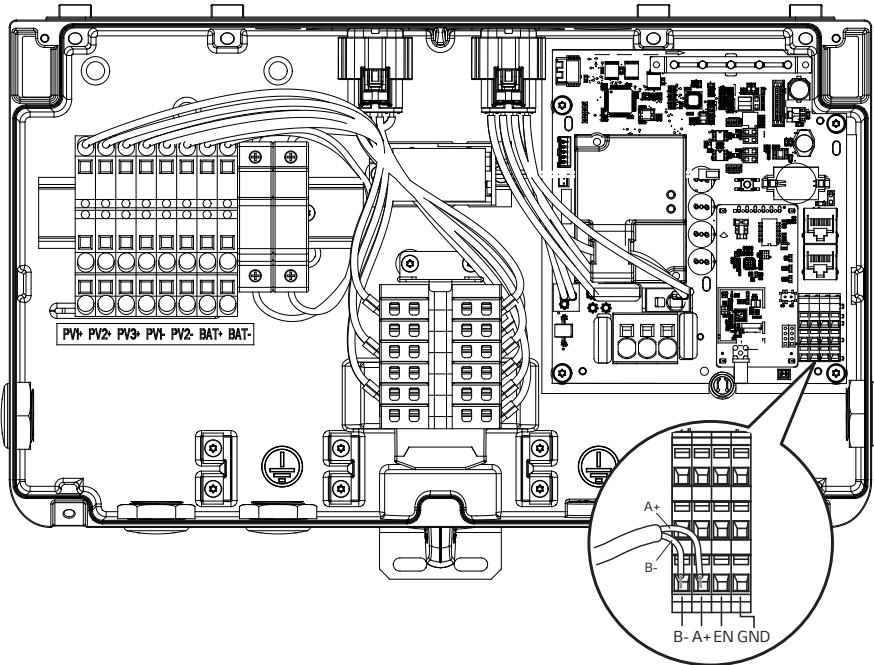 PV1+ PV2+ PV3+ PV1- PV2- BAT+ BAT-
A+
B-
B- A+ EN GND